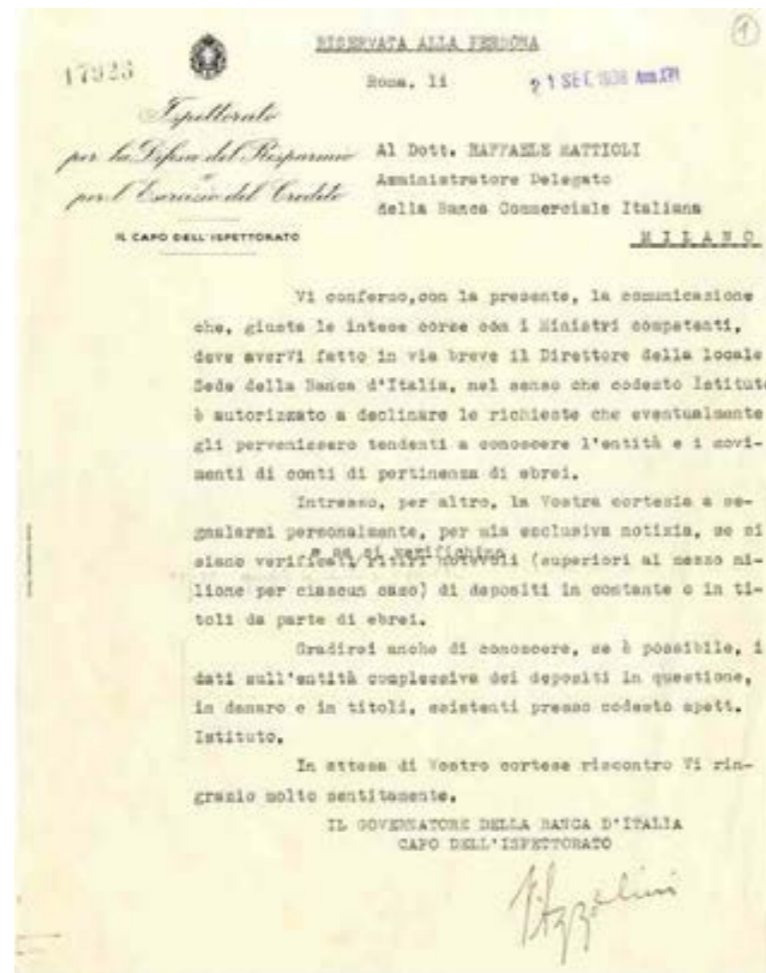 1
RISERVATA ALLA PERSONA
17923
Roma, li 21 SET. 1938 Anno XVI
Ispettorato
per la Difesa del Risparmio
e
per l'Esercizio del Credito
IL CAPO DELL'ISPETTORATO
Al Dott. RAFFAELE MATTIOLI
Amministratore Delegato
della Banca Commerciale Italiana
MILANO
Vi confermo,con la presente, la comunicazione
che, giusta le intese corse con i Ministri competenti,
deve averVi fatto in via breve il Direttore della locale
Sede della Banca d'Italia, nel senso che codesto Istituto
è autorizzato a declinare le richieste che eventualmente
gli pervenissero tendenti a conoscere l'entità e i movi-
menti di conti di pertinenza di ebrei.
Intresso, per altro, la Vostra cortesia a se-
gnalarmi personalmente, per mia esclusiva notizia, se si
e se si verifichino
siano verificati ritiri notevoli (superiori al mezzo mi-
lione per ciascun caso) di depositi in contante o in ti-
toli da parte di ebrei.
Gradirei anche di conoscere, se è possibile, i
dati sull'entità complessiva dei depositi in questione,
in danaro e in titoli, esistenti presso codesto spett.
Istituto.
In attesa di Vostro cortese riscontro Vi rin-
grazio molto sentitamente.
IL GOVERNATORE DELLA BANCA D'ITALIA
CAPO DELL'ISPETTORATO
Azzolini